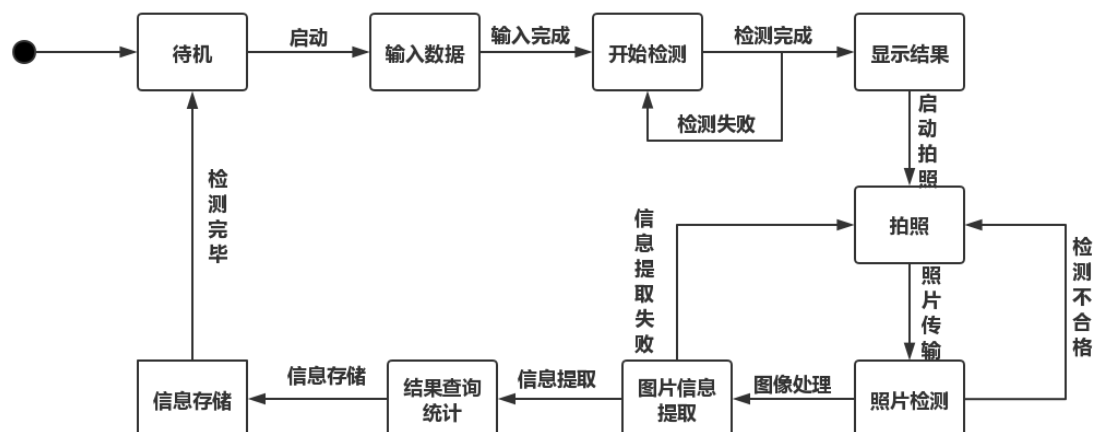 待机
启动
输入数据
输入完成
开始检测
检测完成
显示结果
检测失败
启动拍照
拍照
检测完毕
信息提取失败
照片传输
检测不合格
信息存储
信息存储
结果查询
统计
信息提取
图片信息
提取
图像处理
照片检测